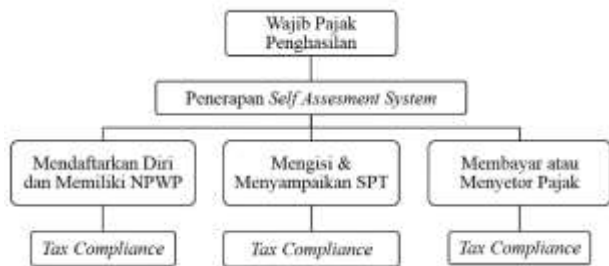 Wajib Pajak
Penghasilan
Penerapan Self Assesment System
Mendaftarkan Diri
dan Memiliki NPWP
Mengisi &
Menyampaikan SPT
Membayar atau
Menyetor Pajak
Tax Compliance
Tax Compliance
Tax Compliance